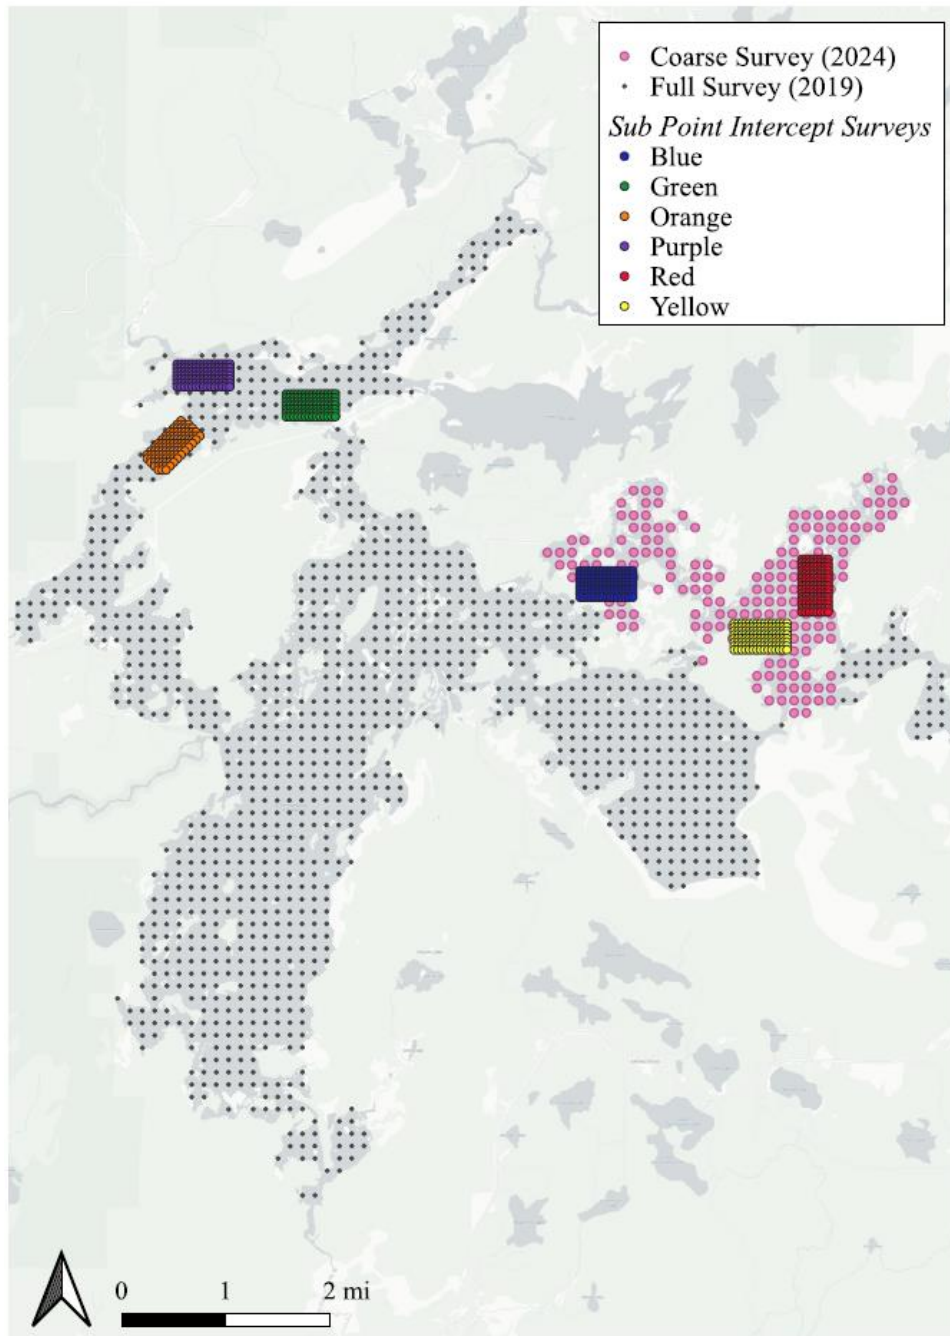 Coarse Survey (2024)
Full Survey (2019)
Sub Point Intercept Surveys
Blue
Green
Orange
Purple
Red
Yellow
0 1 2 mi